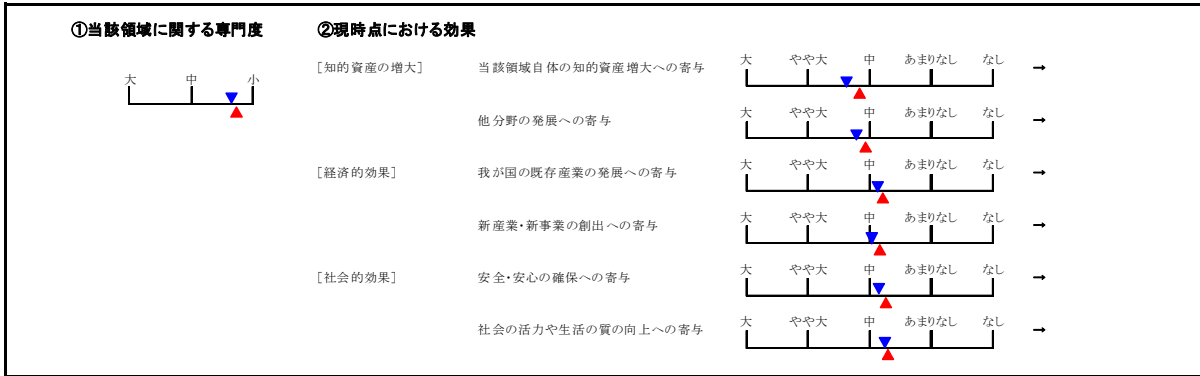 ①当該領域に関する専門度 ②現時点における効果
大 中 小
[知的資産の増大] 当該領域自体の知的資産増大への寄与 大 やや大 中 あまりなし なし →
他分野の発展への寄与 大 やや大 中 あまりなし なし →
[経済的効果] 我が国の既存産業の発展への寄与 大 やや大 中 あまりなし なし →
新産業・新事業の創出への寄与 大 やや大 中 あまりなし なし →
[社会的効果] 安全・安心の確保への寄与 大 やや大 中 あまりなし なし →
社会の活力や生活の質の向上への寄与 大 やや大 中 あまりなし なし →